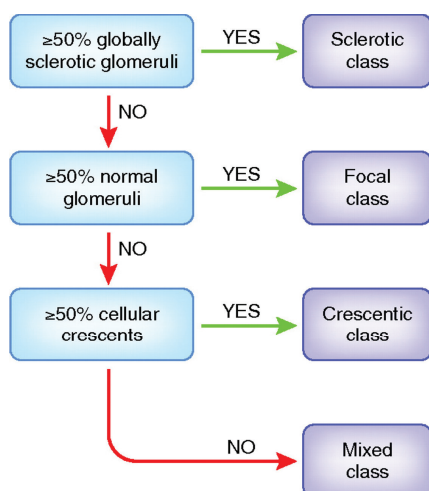 ≥50% globally
sclerotic glomeruli
YES
Sclerotic
class
NO
≥50% normal
glomeruli
YES
Focal
class
NO
≥50% cellular
crescents
YES
Crescentic
class
NO
Mixed
class